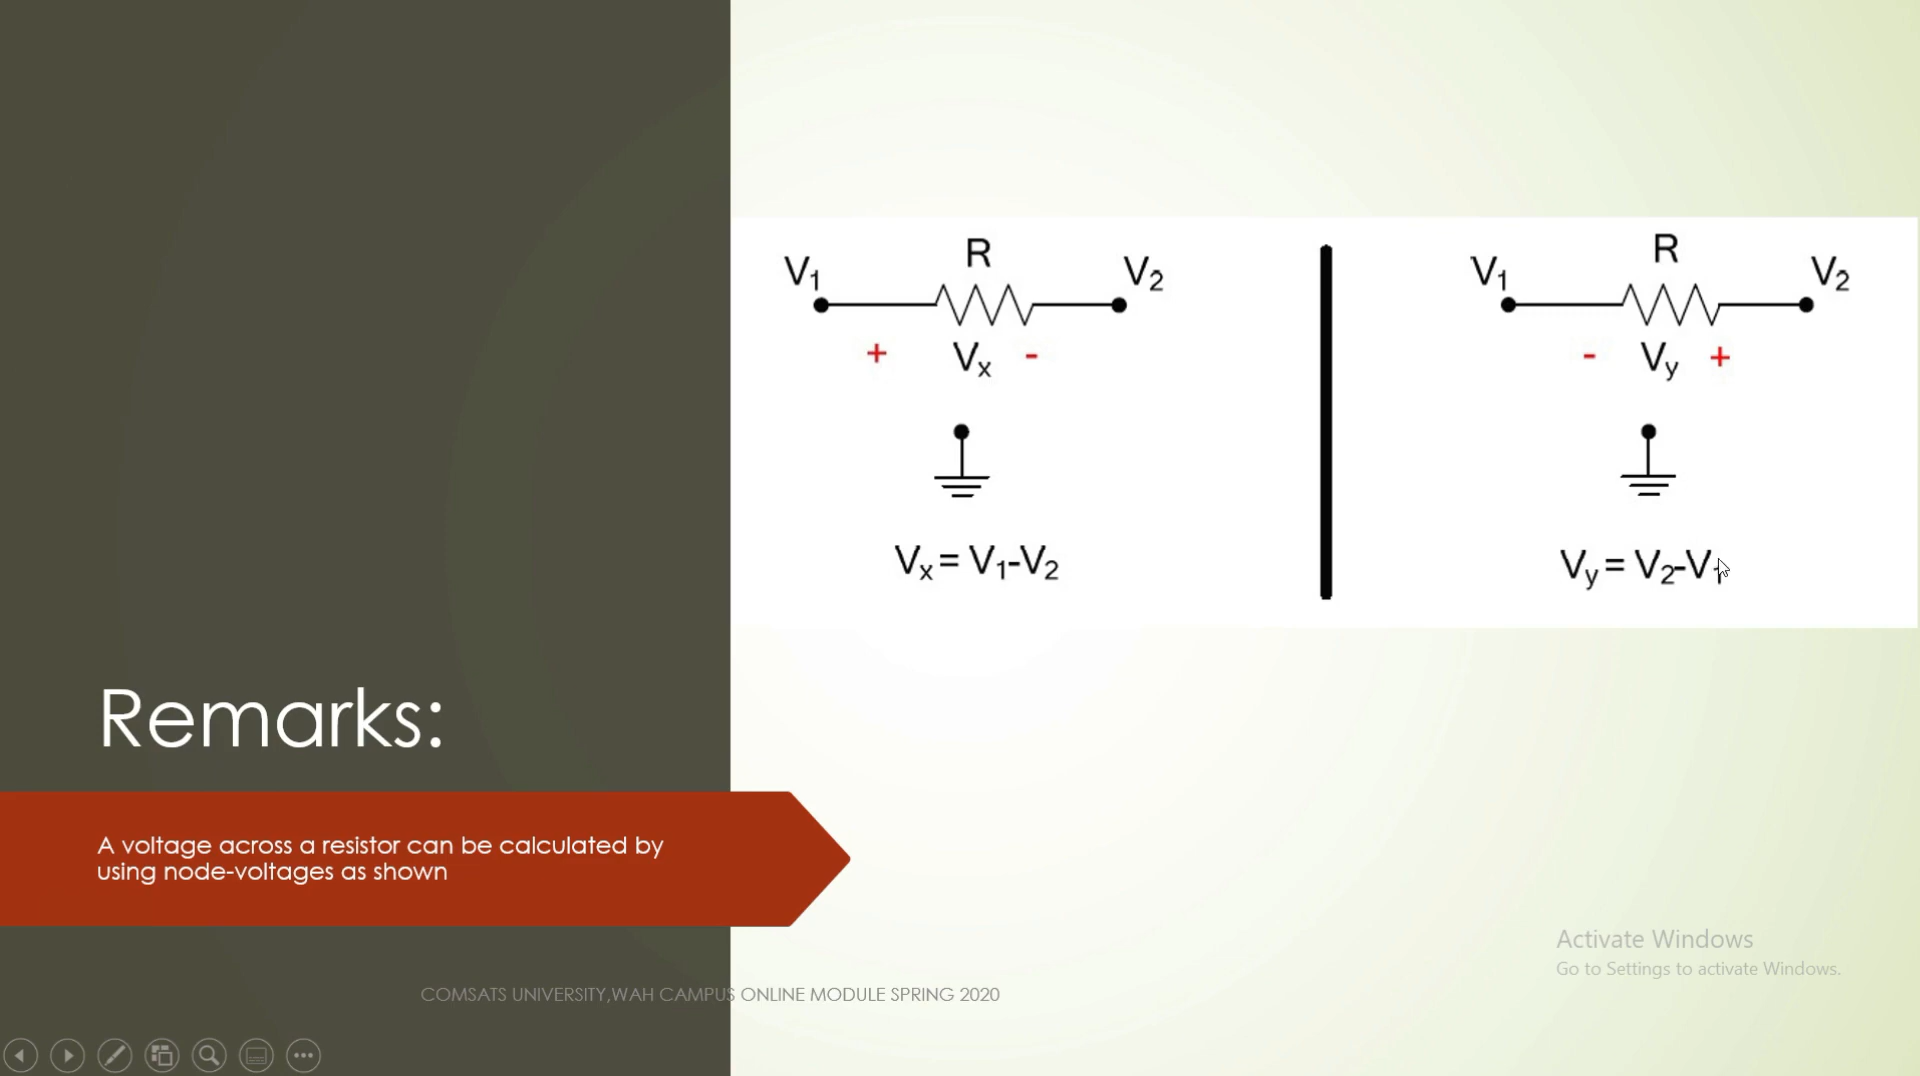 R
V₁
V₂
+ Vₓ -
Vₓ = V₁-V₂
R
V₁
V₂
- Vᵧ +
Vᵧ = V₂-V₁
Remarks:
A voltage across a resistor can be calculated by
using node-voltages as shown
COMSATS UNIVERSITY,WAH CAMPUS ONLINE MODULE SPRING 2020
Activate Windows
Go to Settings to activate Windows.